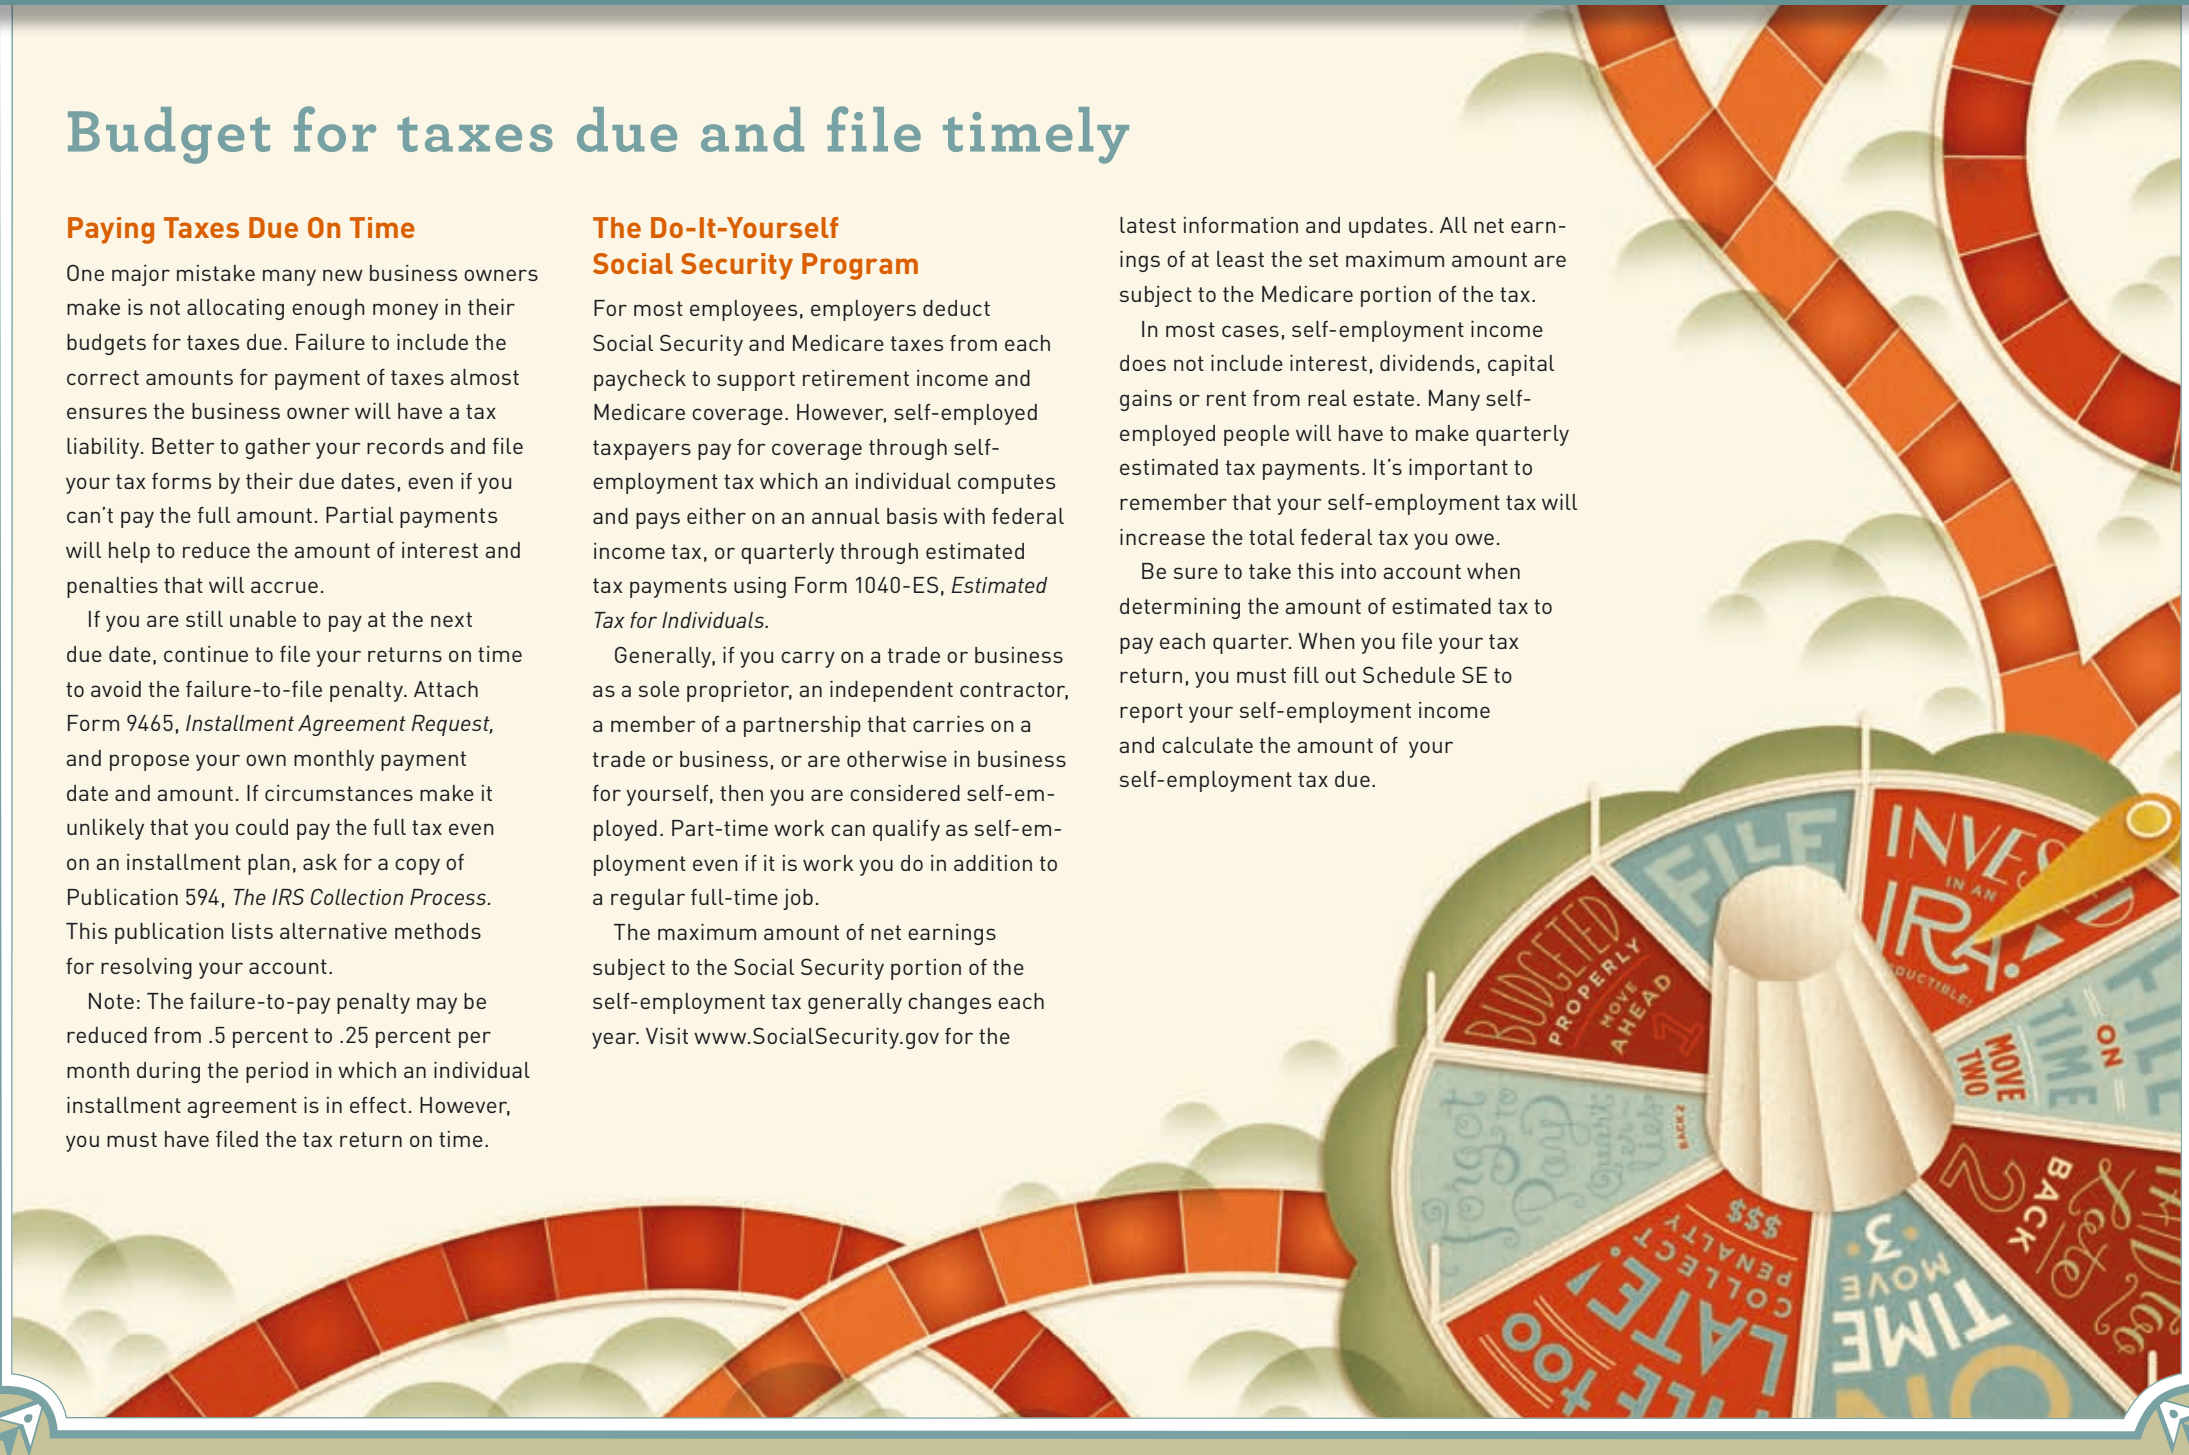 Budget for taxes due and file timely
Paying Taxes Due On Time
One major mistake many new business owners
make is not allocating enough money in their
budgets for taxes due. Failure to include the
correct amounts for payment of taxes almost
ensures the business owner will have a tax
liability. Better to gather your records and file
your tax forms by their due dates, even if you
can't pay the full amount. Partial payments
will help to reduce the amount of interest and
penalties that will accrue.
If you are still unable to pay at the next
due date, continue to file your returns on time
to avoid the failure-to-file penalty. Attach
Form 9465, Installment Agreement Request,
and propose your own monthly payment
date and amount. If circumstances make it
unlikely that you could pay the full tax even
on an installment plan, ask for a copy of
Publication 594, The IRS Collection Process.
This publication lists alternative methods
for resolving your account.
Note: The failure-to-pay penalty may be
reduced from .5 percent to .25 percent per
month during the period in which an individual
installment agreement is in effect. However,
you must have filed the tax return on time.
The Do-It-Yourself
Social Security Program
For most employees, employers deduct
Social Security and Medicare taxes from each
paycheck to support retirement income and
Medicare coverage. However, self-employed
taxpayers pay for coverage through self-
employment tax which an individual computes
and pays either on an annual basis with federal
income tax, or quarterly through estimated
tax payments using Form 1040-ES, Estimated
Tax for Individuals.
Generally, if you carry on a trade or business
as a sole proprietor, an independent contractor,
a member of a partnership that carries on a
trade or business, or are otherwise in business
for yourself, then you are considered self-em-
ployed. Part-time work can qualify as self-em-
ployment even if it is work you do in addition to
a regular full-time job.
The maximum amount of net earnings
subject to the Social Security portion of the
self-employment tax generally changes each
year. Visit www.SocialSecurity.gov for the
latest information and updates. All net earn-
ings of at least the set maximum amount are
subject to the Medicare portion of the tax.
In most cases, self-employment income
does not include interest, dividends, capital
gains or rent from real estate. Many self-
employed people will have to make quarterly
estimated tax payments. It's important to
remember that your self-employment tax will
increase the total federal tax you owe.
Be sure to take this into account when
determining the amount of estimated tax to
pay each quarter. When you file your tax
return, you must fill out Schedule SE to
report your self-employment income
and calculate the amount of your
self-employment tax due.
FILE
IN AN
IRA.
BUDGETED
PROPERLY
MOVE
AHEAD
1
ON
TIME
MOVE
TWO
Forgot
to
Pay
Quart
er-
lies
BACK 2
BACK
2
too
LATE!
COLLECT
PENALTY
$$$
ON
TIME
MOVE
3